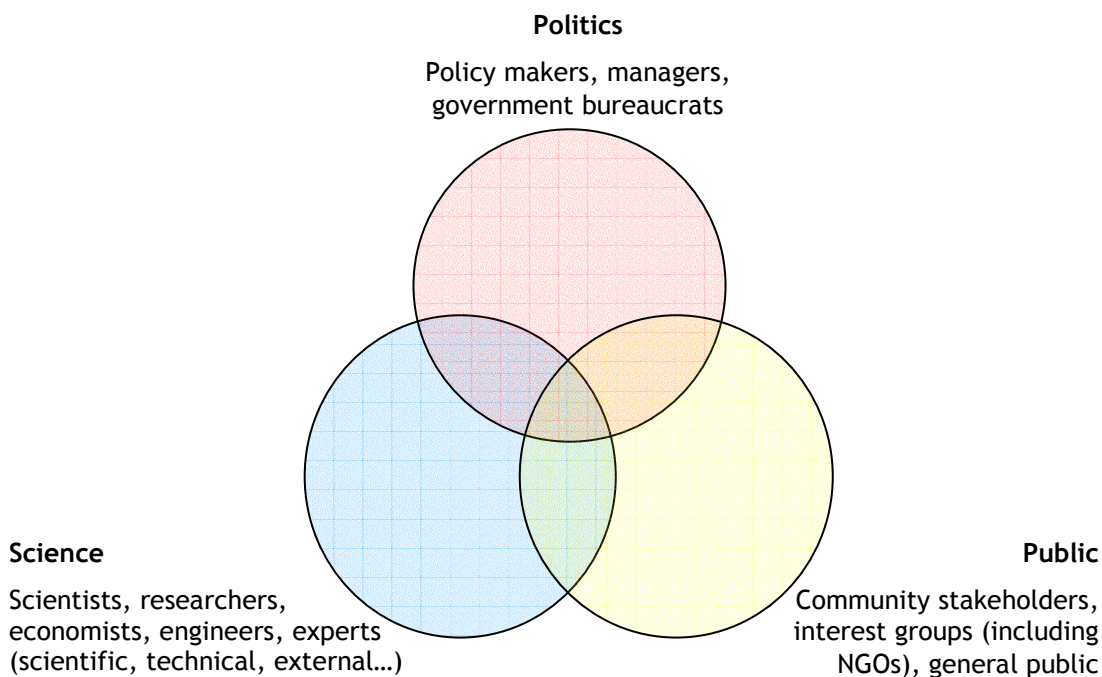 Politics
Policy makers, managers,
government bureaucrats
Science
Scientists, researchers,
economists, engineers, experts
(scientific, technical, external…)
Public
Community stakeholders,
interest groups (including
NGOs), general public